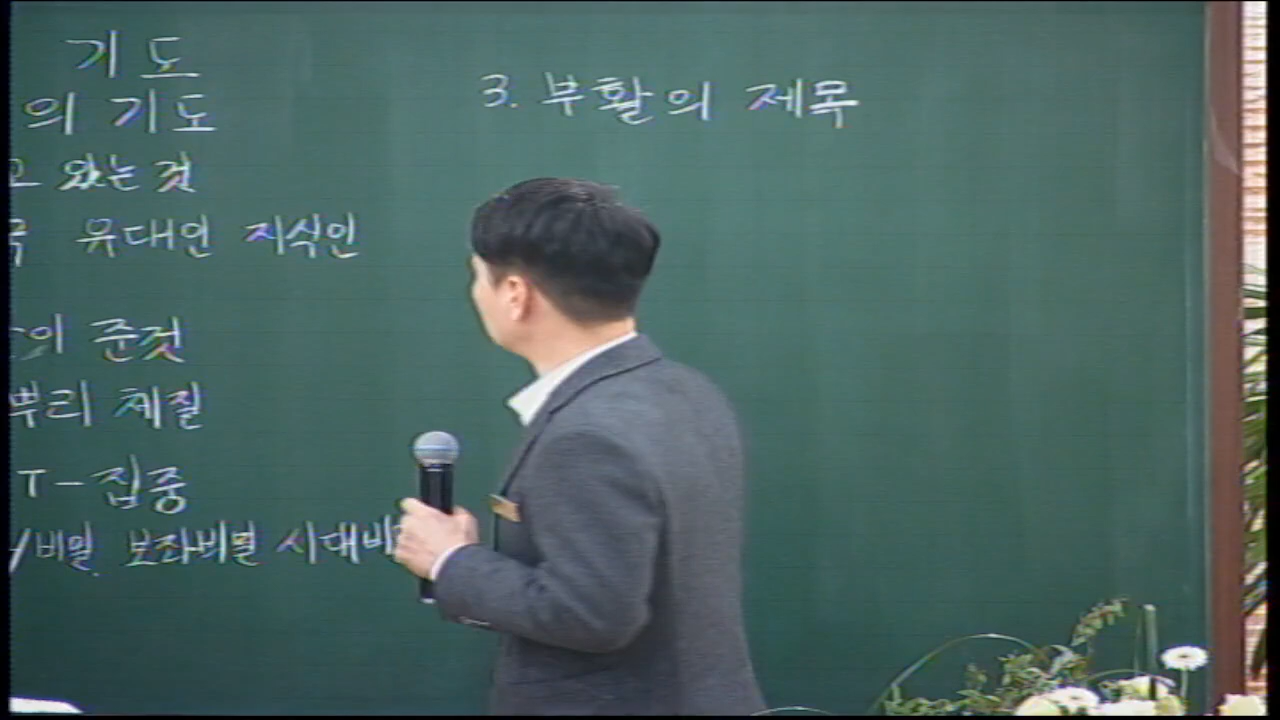 기도
의 기도
고 있는 것
유대인 지식인
이 준것
뿌리 체질
T-집중
비밀. 보좌비밀 시대비
3. 부활의 제목